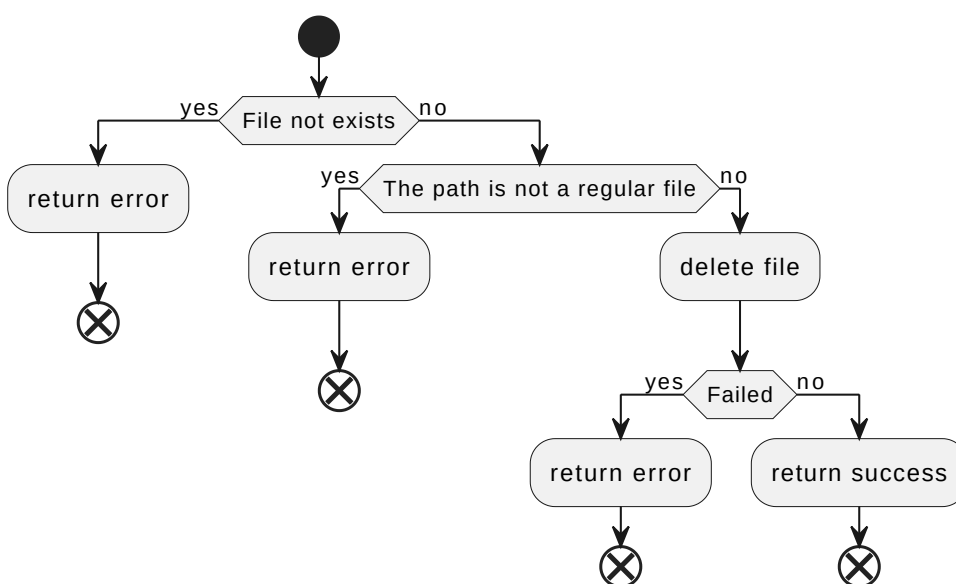 yes
File not exists
no
return error
yes
The path is not a regular file
no
return error
delete file
yes
Failed
no
return error
return success